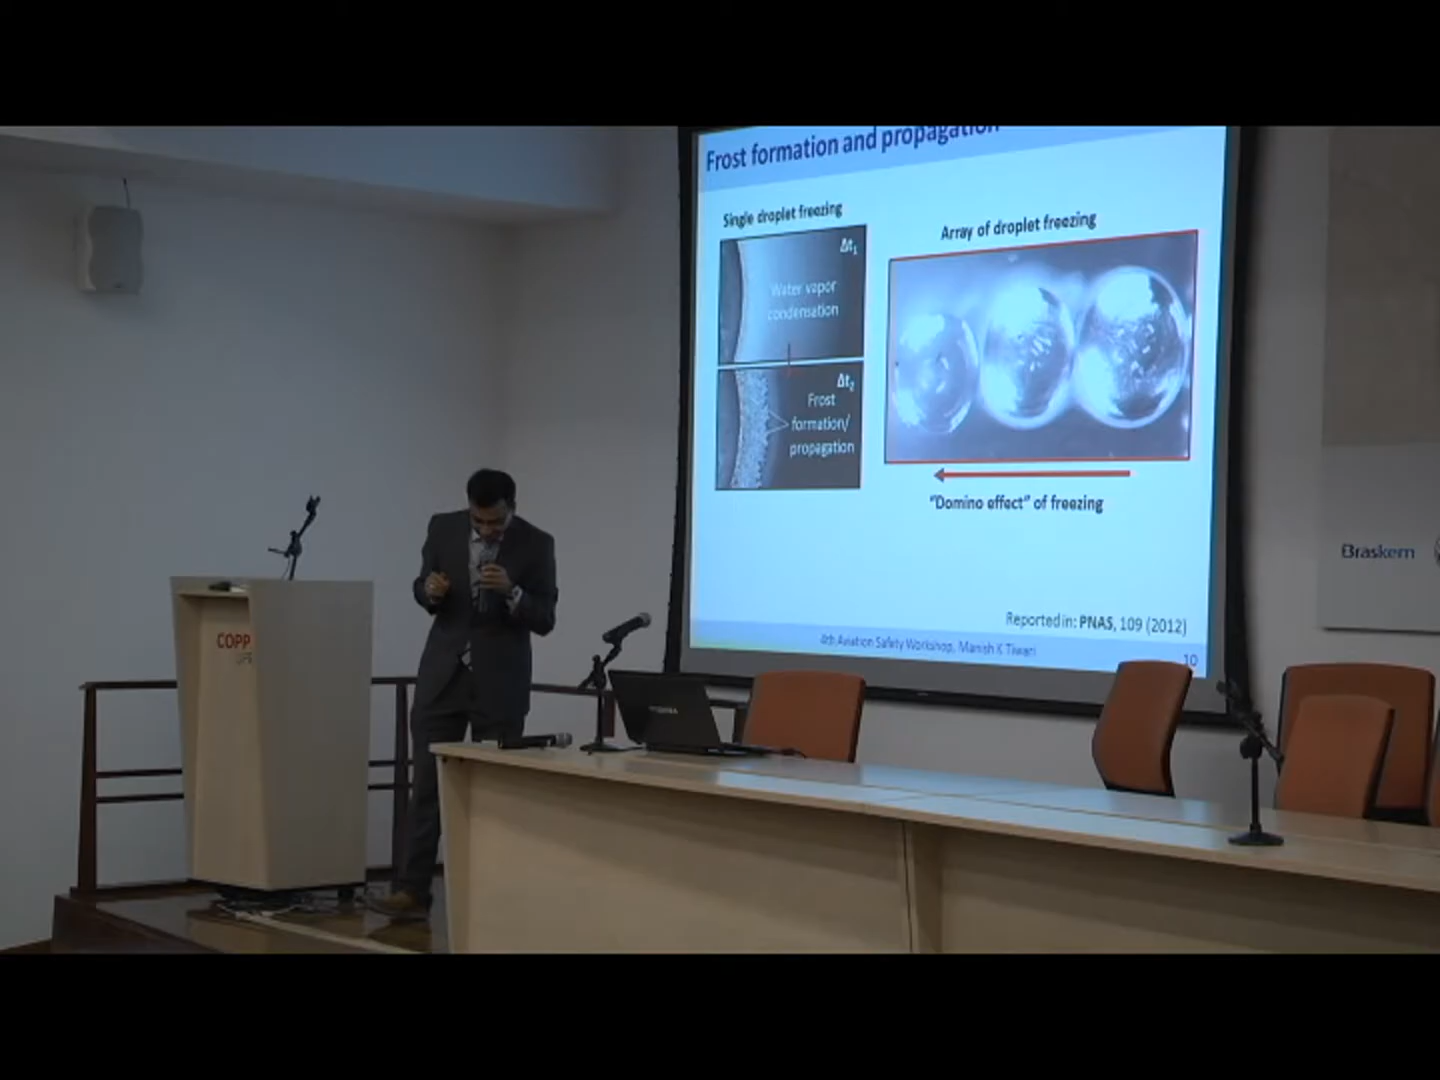 Frost formation and propagation
Single droplet freezing
Δt1
Water vapor
condensation
Δt2
Frost
formation/
propagation
Array of droplet freezing
"Domino effect" of freezing
Reported in: PNAS, 109 (2012)
4th Aviation Safety Workshop, Manish K Tiwari
10
COPP
Braskem
TOSHIBA